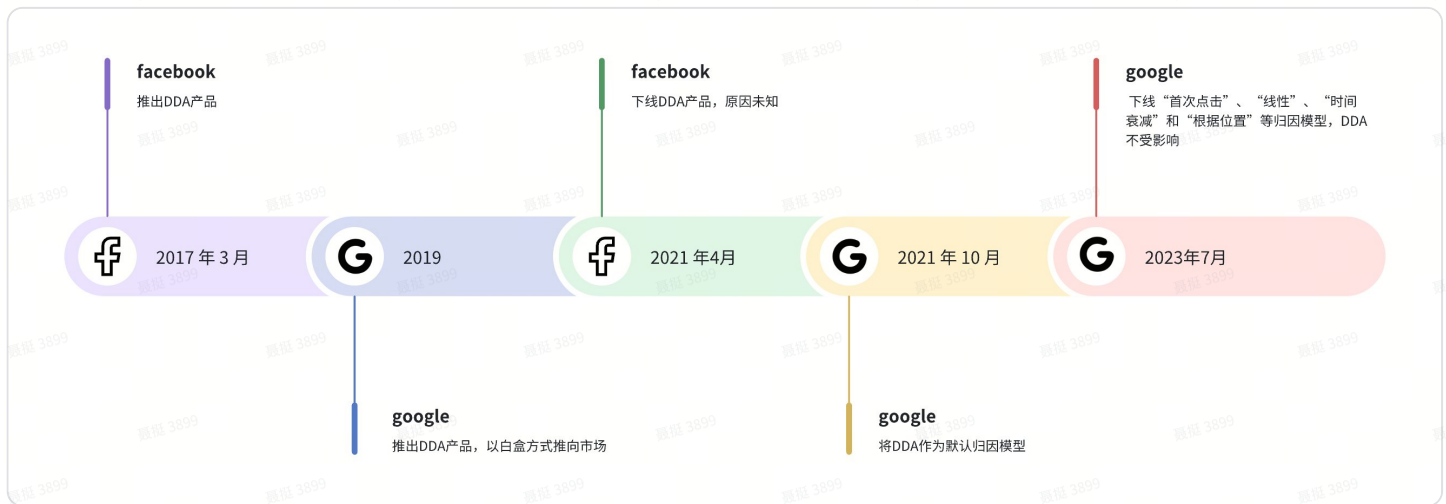 facebook
推出DDA产品
facebook
下线DDA产品，原因未知
google
下线“首次点击”、“线性”、“时间
衰减”和“根据位置”等归因模型，DDA
不受影响
2017 年 3 月
2019
2021 年4月
2021 年 10 月
2023年7月
google
推出DDA产品，以白盒方式推向市场
google
将DDA作为默认归因模型
聂挺 3899